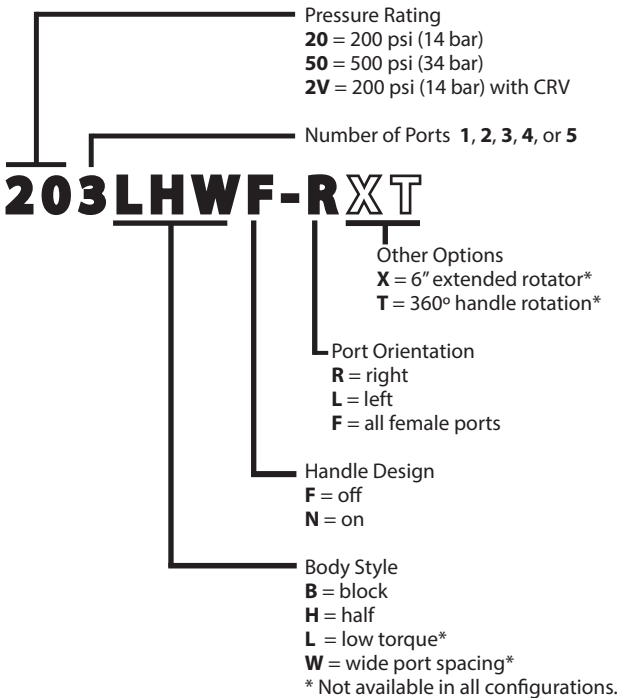 Pressure Rating
20 = 200 psi (14 bar)
50 = 500 psi (34 bar)
2V = 200 psi (14 bar) with CRV
Number of Ports 1, 2, 3, 4, or 5
203LHWF-RXT
Other Options
X = 6” extended rotator*
T = 360º handle rotation*
Port Orientation
R = right
L = left
F = all female ports
Handle Design
F = off
N = on
Body Style
B = block
H = half
L = low torque*
W = wide port spacing*
* Not available in all configurations.